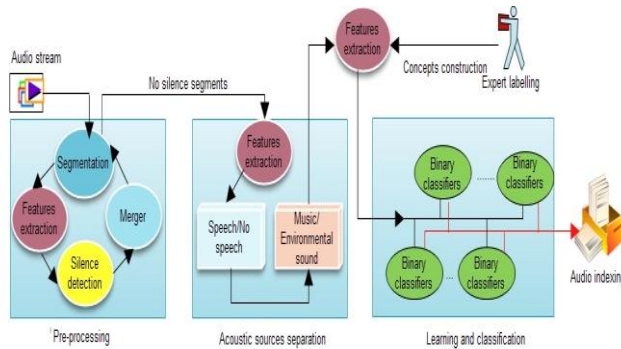 Audio stream
No silence segments
Features
extraction
Concepts construction
Expert labelling
Segmentation
Features
extraction
Merger
Silence
detection
Features
extraction
Speech/No
speech
Music/
Environmental
sound
Binary
classifiers
........
Binary
classifiers
Binary
classifiers
...
Binary
classifiers
Audio indexin
Pre-processing
Acoustic sources separation
Learning and classification